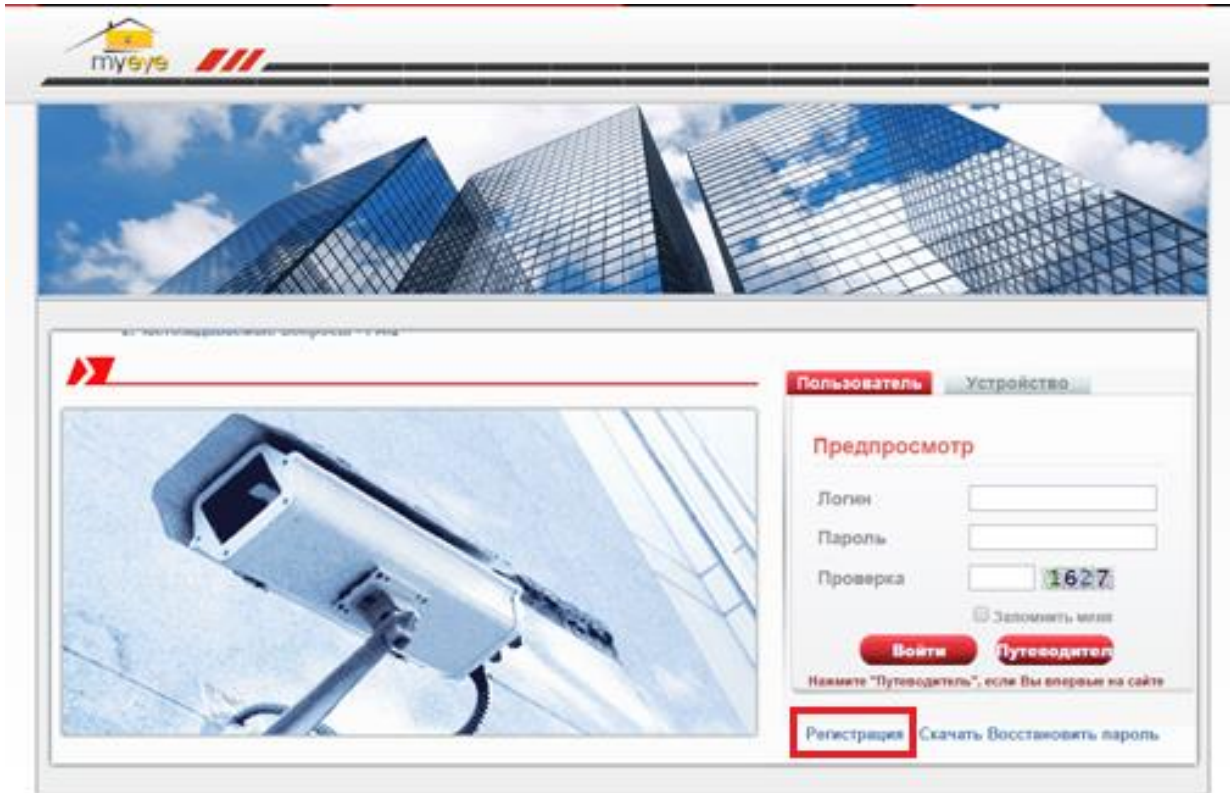 myeye
Пользователь Устройство
Предпросмотр
Логин
Пароль
Проверка 1627
Запомнить меня
Войти Путеводител
Нажмите "Путеводитель", если Вы впервые на сайте
Регистрация Скачать Восстановить пароль